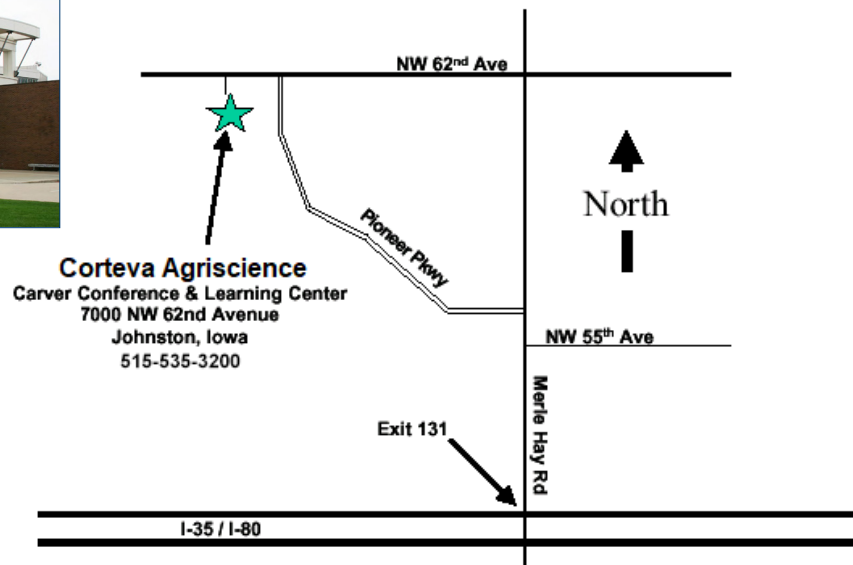 NW 62nd Ave
North
Pioneer Pkwy
Corteva Agriscience
Carver Conference & Learning Center
7000 NW 62nd Avenue
Johnston, Iowa
515-535-3200
NW 55th Ave
Merle Hay Rd
Exit 131
I-35 / I-80